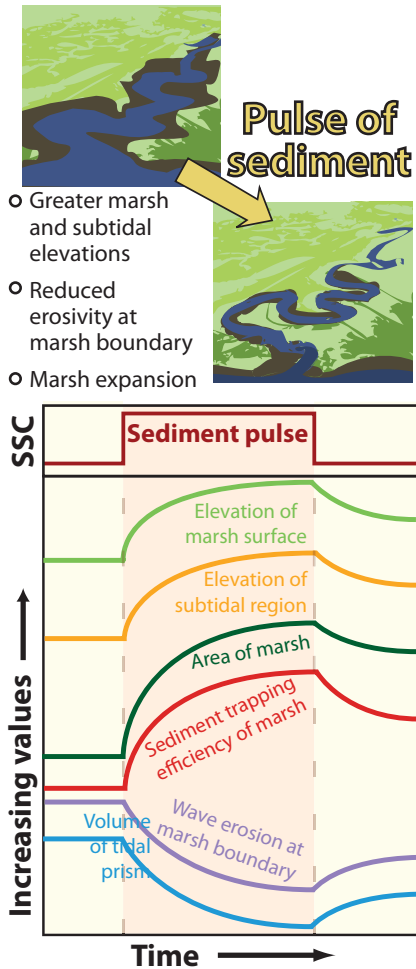 Pulse of
sediment
Greater marsh
and subtidal
elevations
Reduced
erosivity at
marsh boundary
Marsh expansion
SSC
Sediment pulse
Elevation of
marsh surface
Elevation of
subtidal region
Area of marsh
Sediment trapping
efficiency of marsh
Wave erosion at
marsh boundary
Volume
of tidal
prism
Increasing values
Time